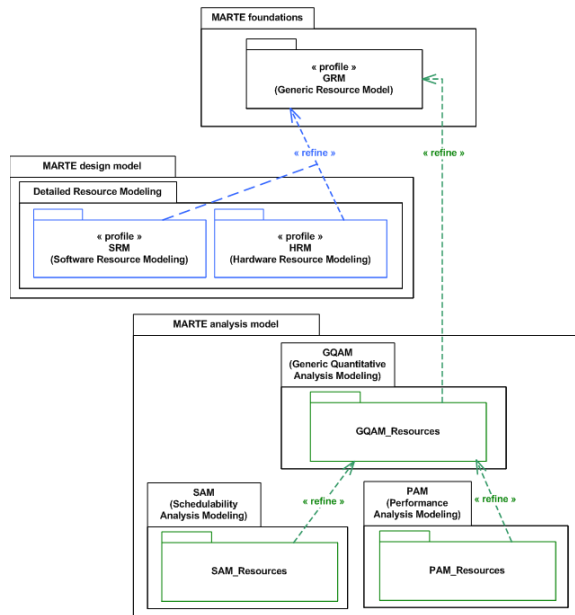 MARTE foundations
« profile »
GRM
(Generic Resource Model)
« refine »
« refine »
MARTE design model
Detailed Resource Modeling
« profile »
SRM
(Software Resource Modeling)
« profile »
HRM
(Hardware Resource Modeling)
MARTE analysis model
GQAM
(Generic Quantitative
Analysis Modeling)
GQAM_Resources
SAM
(Schedulability
Analysis Modeling)
« refine »
PAM
(Performance
Analysis Modeling)
« refine »
SAM_Resources
PAM_Resources